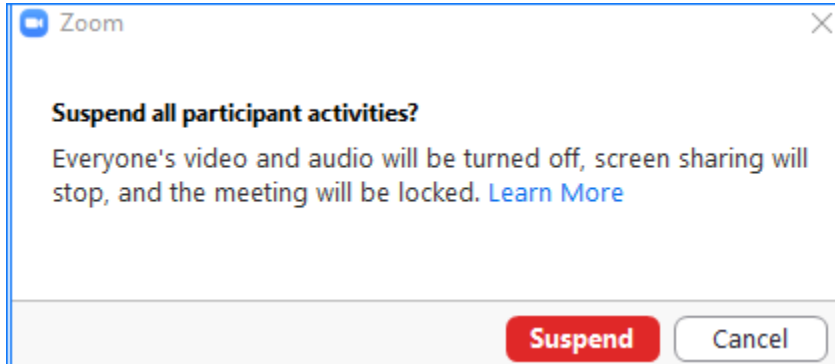 Zoom
Suspend all participant activities?
Everyone's video and audio will be turned off, screen sharing will
stop, and the meeting will be locked. Learn More
Suspend
Cancel